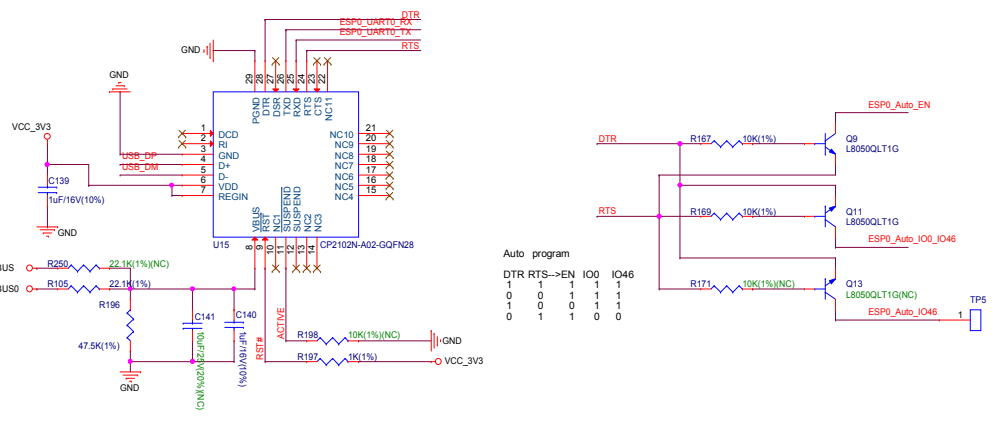 DTR
ESP0_UART0_RX
ESP0_UART0_TX
RTS
GND
29
28
27
26
25
24
23
22
PGND
DTR
DSR
TXD
RXD
RTS
CTS
NC11
GND
VCC_3V3
1
2
3
4
5
6
7
DCD
RI
GND
D+
D-
VDD
REGIN
USB_DP
USB_DM
NC10
NC9
NC8
NC7
NC6
NC5
NC4
21
20
19
18
17
16
15
C139
1uF/16V(10%)
GND
VBUS
RST
NC1
SUSPEND
SUSPEND
NC2
NC3
U15
CP2102N-A02-GQFN28
8
9
10
11
12
13
14
BUS
R250
22.1K(1%)(NC)
BUS0
R105
22.1K(1%)
R196
47.5K(1%)
GND
C141
10uF/25V(20%)(NC)
C140
1uF/16V(10%)
RST#
ACTIVE
R198
10K(1%)(NC)
GND
R197
1K(1%)
VCC_3V3
ESP0_Auto_EN
DTR
R167
10K(1%)
Q9
L8050QLT1G
RTS
R169
10K(1%)
Q11
L8050QLT1G
ESP0_Auto_IO0_IO46
R171
10K(1%)(NC)
Q13
L8050QLT1G(NC)
ESP0_Auto_IO46
1
TP5
Auto program
DTR RTS-->EN IO0 IO46
1 1 1 1 1
0 0 1 1 1
1 0 0 1 1
0 1 1 0 0